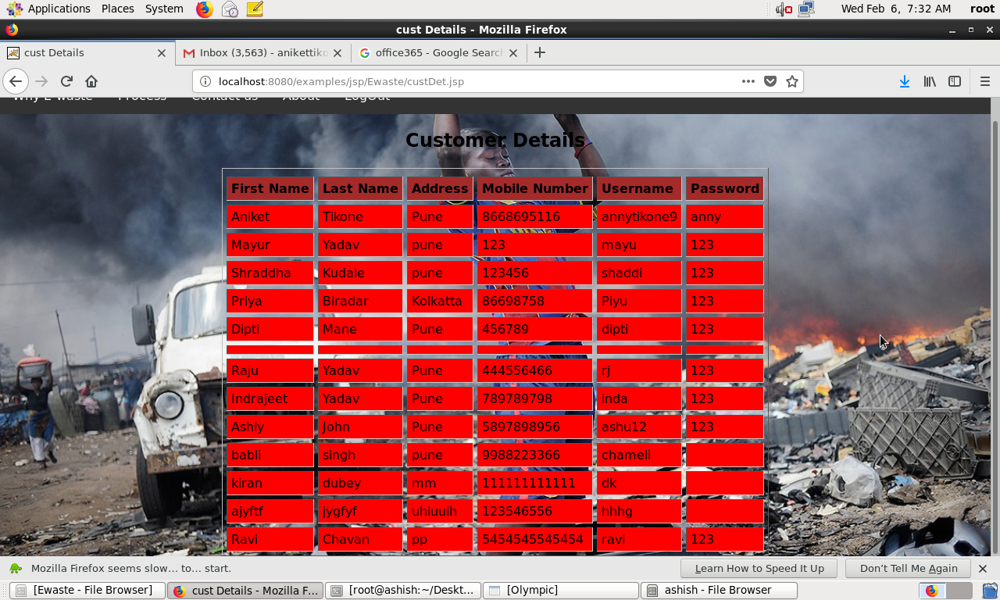 Applications Places System Wed Feb 6, 7:32 AM root
cust Details - Mozilla Firefox
cust Details Inbox (3,563) - anikettiko office365 - Google Search
localhost:8080/examples/jsp/Ewaste/custDet.jsp
Why E-waste Process Contact us About LogOut
Customer Details
First Name Last Name Address Mobile Number Username Password
Aniket Tikone Pune 8668695116 annytikone9 anny
Mayur Yadav pune 123 mayu 123
Shraddha Kudale pune 123456 shaddi 123
Priya Biradar Kolkatta 86698758 Piyu 123
Dipti Mane Pune 456789 dipti 123
Raju Yadav Pune 444556466 rj 123
Indrajeet Yadav Pune 789789798 inda 123
Ashly John Pune 5897898956 ashu12 123
babli singh pune 9988223366 chameli
kiran dubey mm 111111111111 dk
ajyftf jygfyf uhiuuih 123546556 hhhg
Ravi Chavan pp 5454545545454 ravi 123
Mozilla Firefox seems slow... to... start. Learn How to Speed It Up Don't Tell Me Again
[Ewaste - File Browser] cust Details - Mozilla F... [root@ashish:~/Deskt... [Olympic] ashish - File Browser